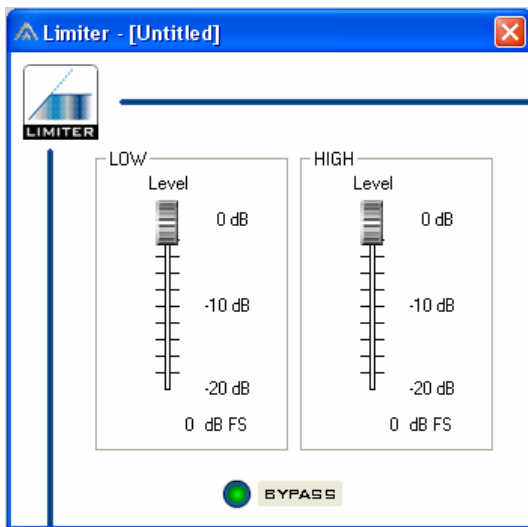 Limiter - [Untitled]
LIMITER
LOW
Level
0 dB
-10 dB
-20 dB
0 dB FS
HIGH
Level
0 dB
-10 dB
-20 dB
0 dB FS
BYPASS